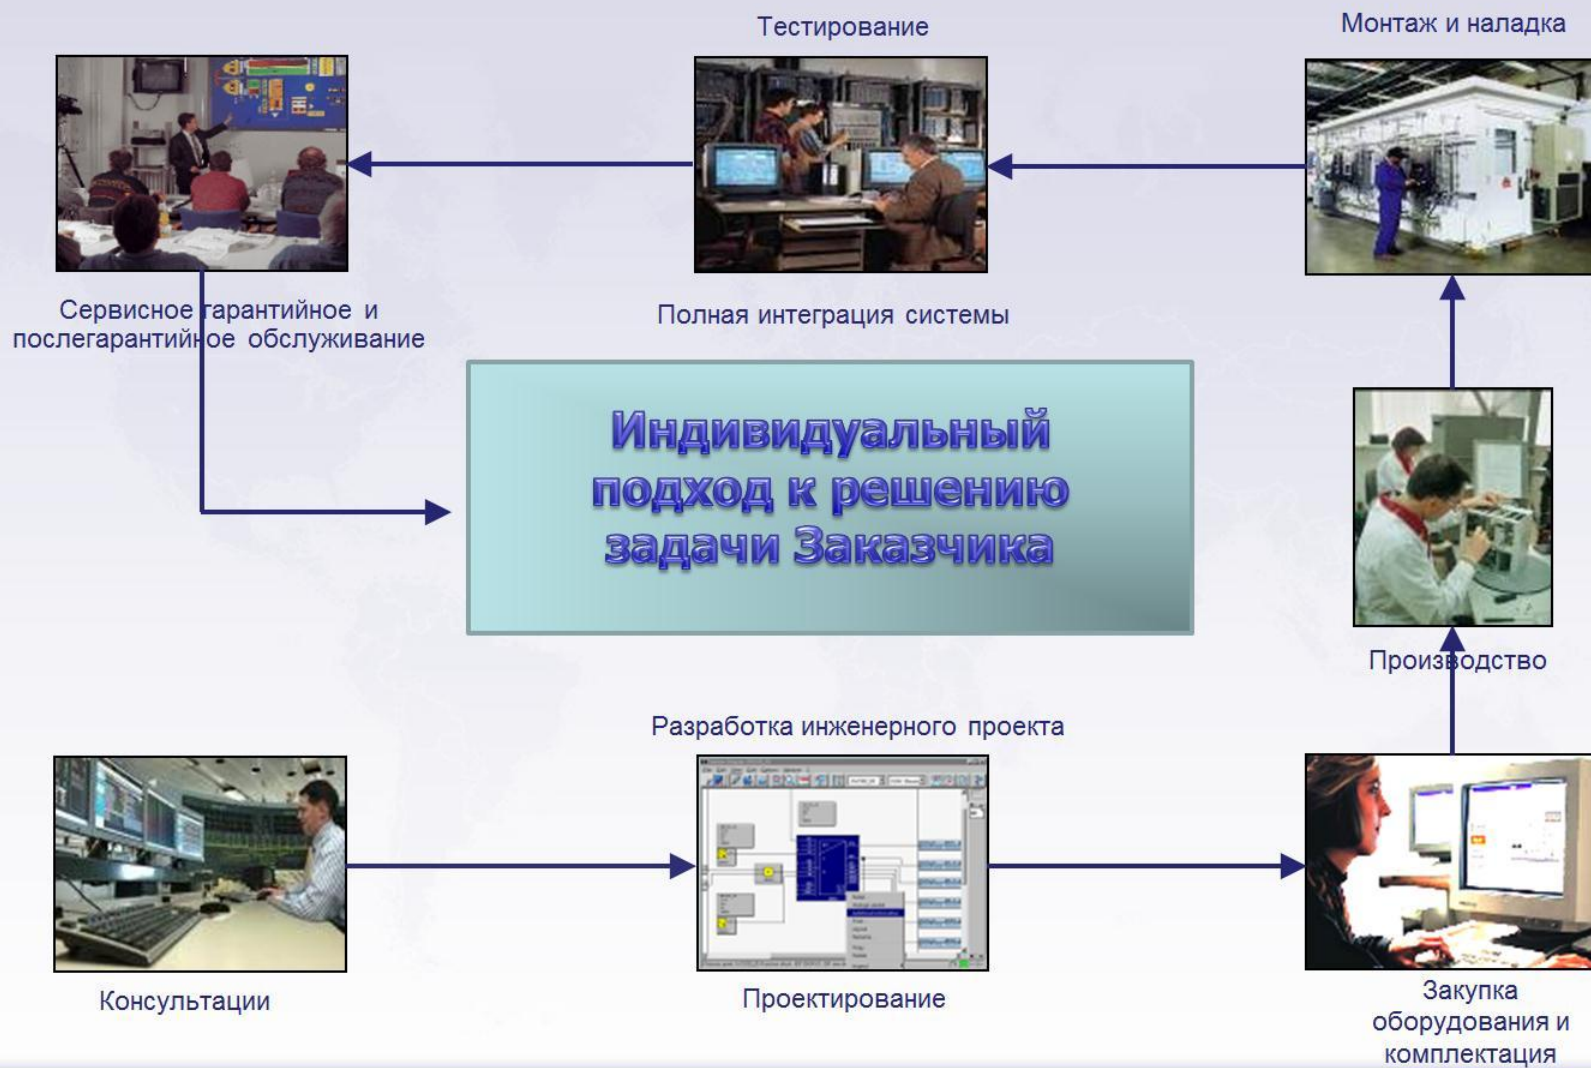 Тестирование
Монтаж и наладка
Сервисное гарантийное и
послегарантийное обслуживание
Полная интеграция системы
Индивидуальный
подход к решению
задачи Заказчика
Производство
Разработка инженерного проекта
Консультации
Проектирование
Закупка
оборудования и
комплектация